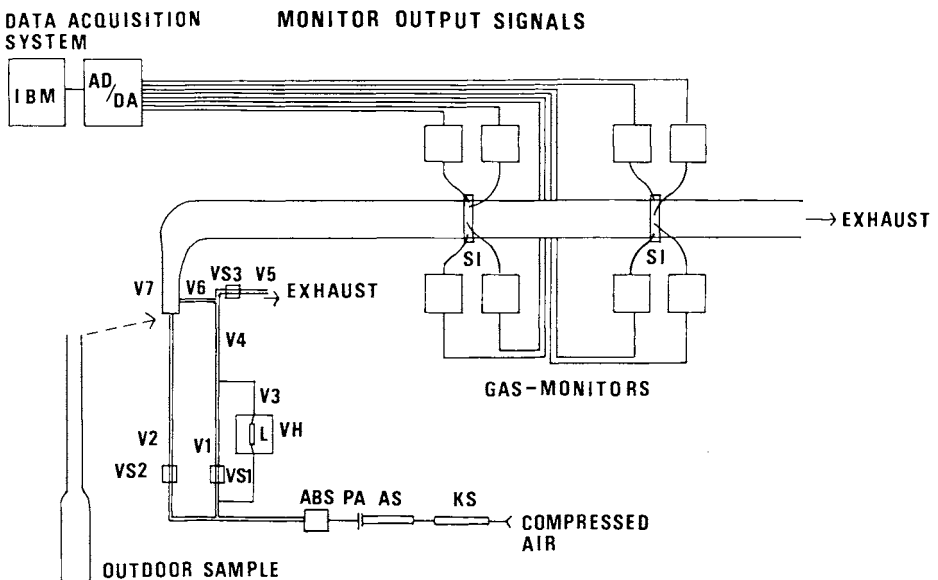 DATA ACQUISITION
SYSTEM
MONITOR OUTPUT SIGNALS
IBM
AD/DA
EXHAUST
SI
SI
V7
V6
VS3
V5
EXHAUST
V4
GAS-MONITORS
V3
L
VH
V2
V1
VS2
VS1
ABS
PA
AS
KS
COMPRESSED
AIR
OUTDOOR SAMPLE